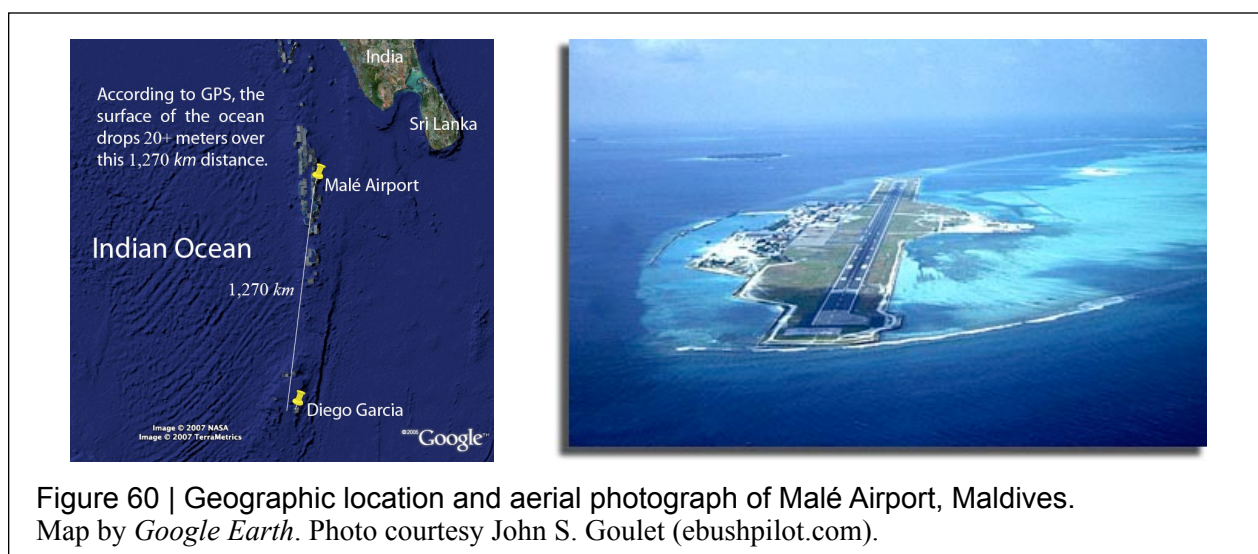 India
According to GPS, the
surface of the ocean
drops 20+ meters over
this 1,270 km distance.
Sri Lanka
Malé Airport
Indian Ocean
1,270 km
Diego Garcia
Image © 2007 NASA
Image © 2007 TerraMetrics
©2006 Google™
Figure 60 | Geographic location and aerial photograph of Malé Airport, Maldives.
Map by Google Earth. Photo courtesy John S. Goulet (ebushpilot.com).